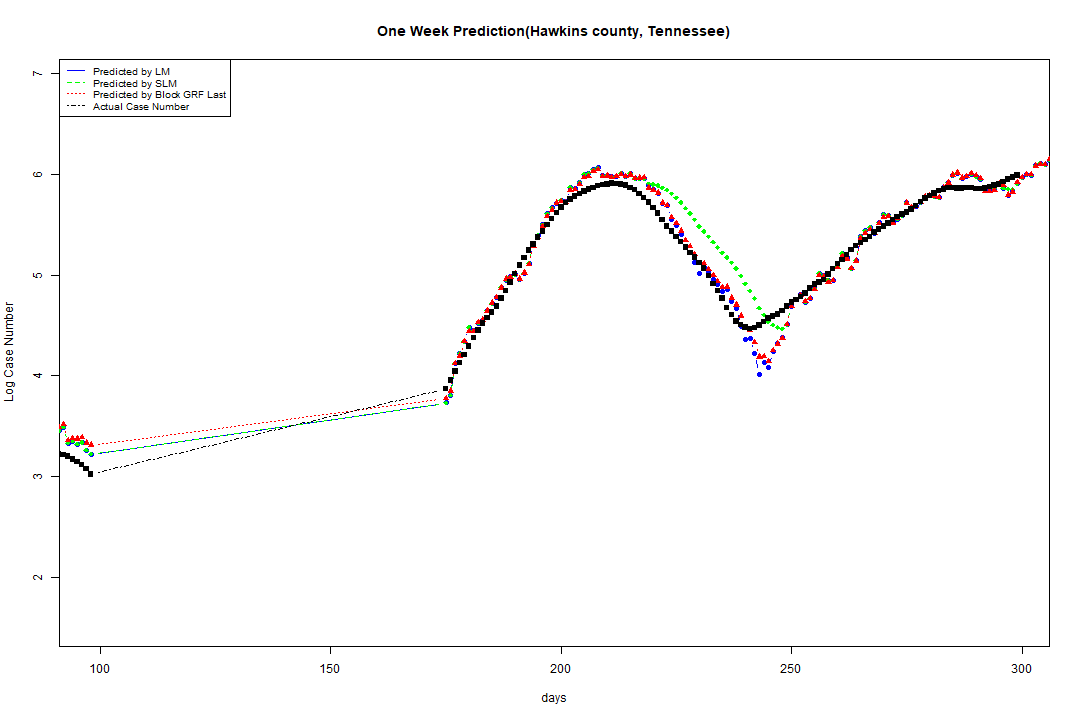 One Week Prediction(Hawkins county, Tennessee)
Predicted by LM
Predicted by SLM
Predicted by Block GRF Last
Actual Case Number
7
6
5
4
3
2
Log Case Number
100 150 200 250 300
days